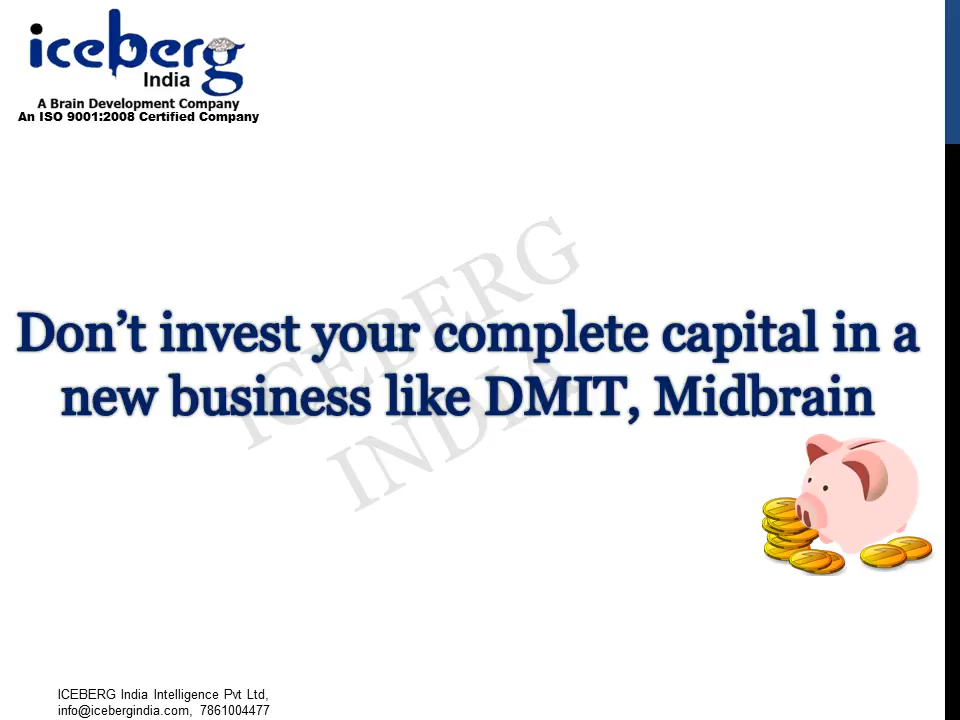 iceberg
India
A Brain Development Company
An ISO 9001:2008 Certified Company
ICEBERG
INDIA
Don’t invest your complete capital in a
new business like DMIT, Midbrain
ICEBERG India Intelligence Pvt Ltd,
info@icebergindia.com, 7861004477